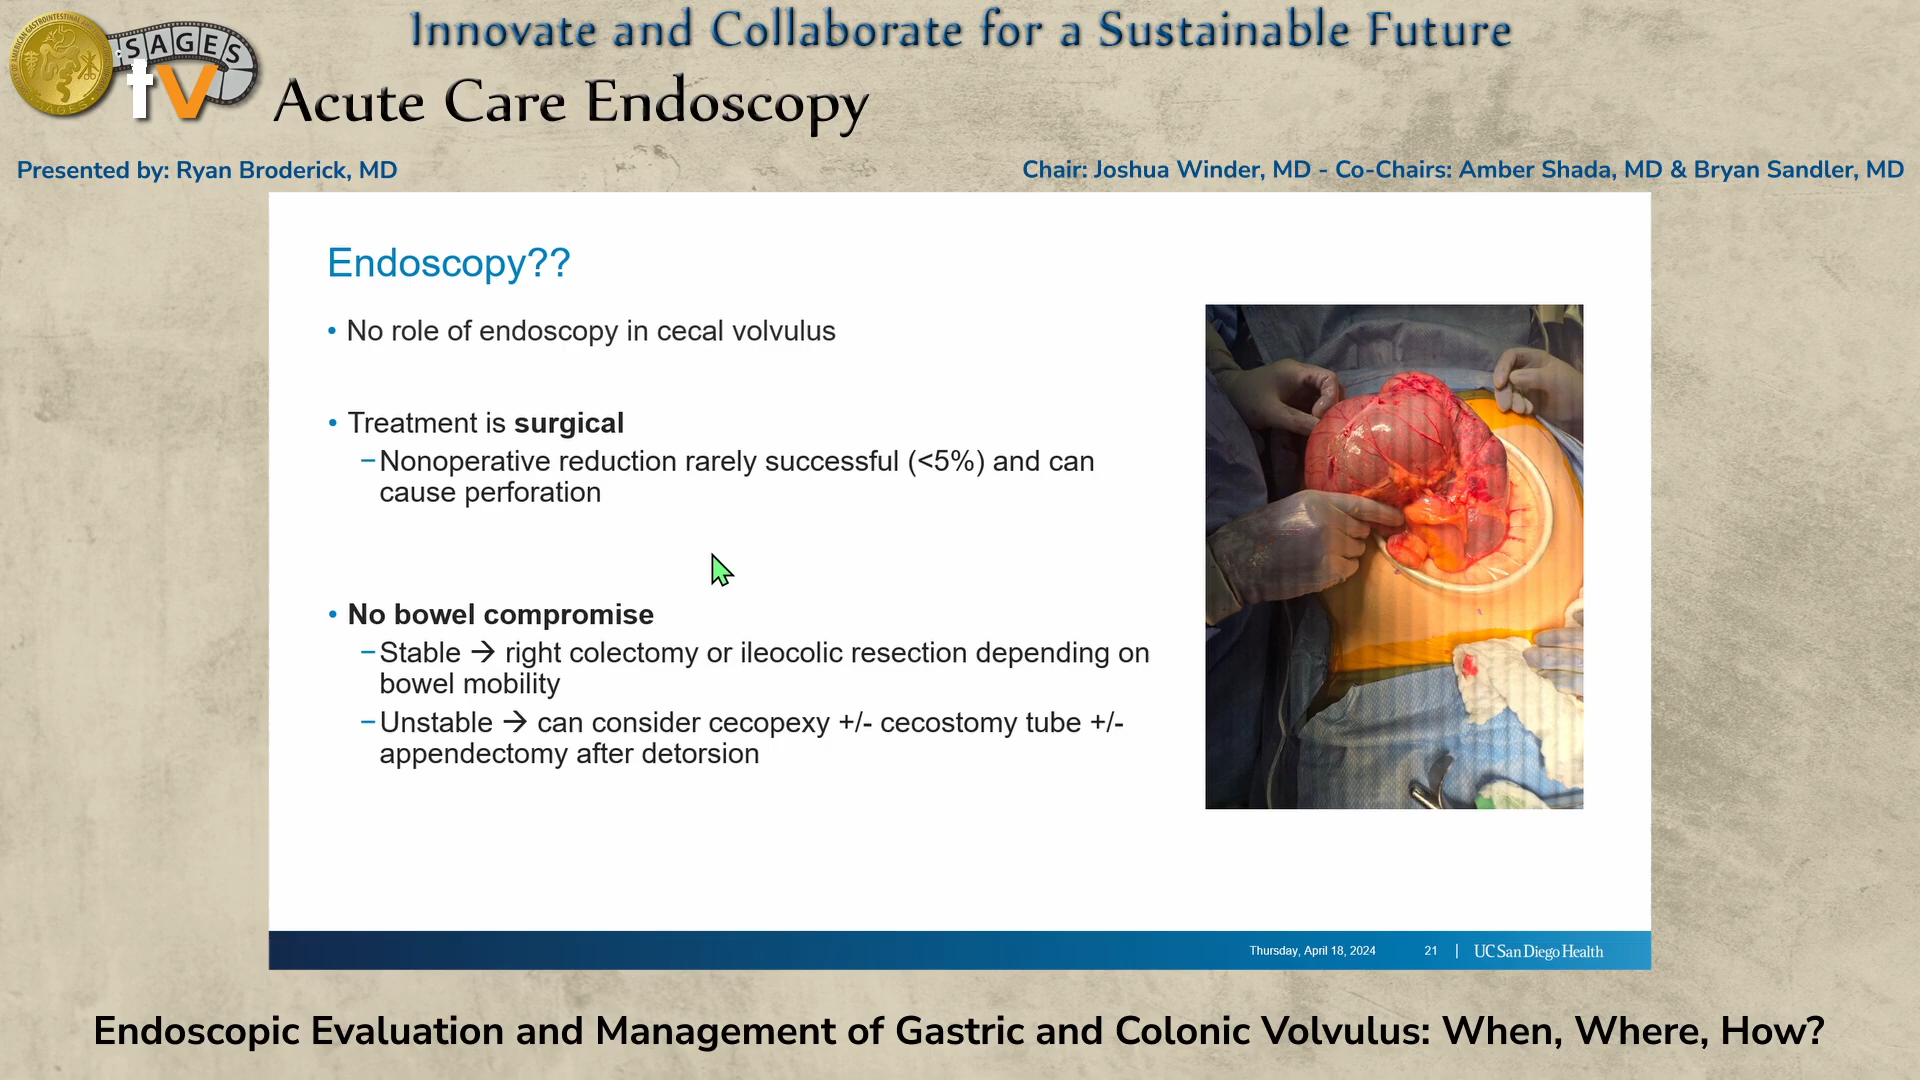 Innovate and Collaborate for a Sustainable Future
SAGES
tv
Acute Care Endoscopy
Presented by: Ryan Broderick, MD
Chair: Joshua Winder, MD - Co-Chairs: Amber Shada, MD & Bryan Sandler, MD
Endoscopy??
• No role of endoscopy in cecal volvulus
• Treatment is surgical
–Nonoperative reduction rarely successful (<5%) and can
cause perforation
• No bowel compromise
–Stable → right colectomy or ileocolic resection depending on
bowel mobility
–Unstable → can consider cecopexy +/- cecostomy tube +/-
appendectomy after detorsion
Thursday, April 18, 2024 21 | UC San Diego Health
Endoscopic Evaluation and Management of Gastric and Colonic Volvulus: When, Where, How?